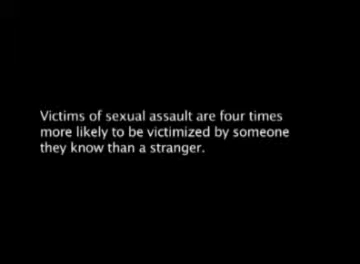 Victims of sexual assault are four times
more likely to be victimized by someone
they know than a stranger.